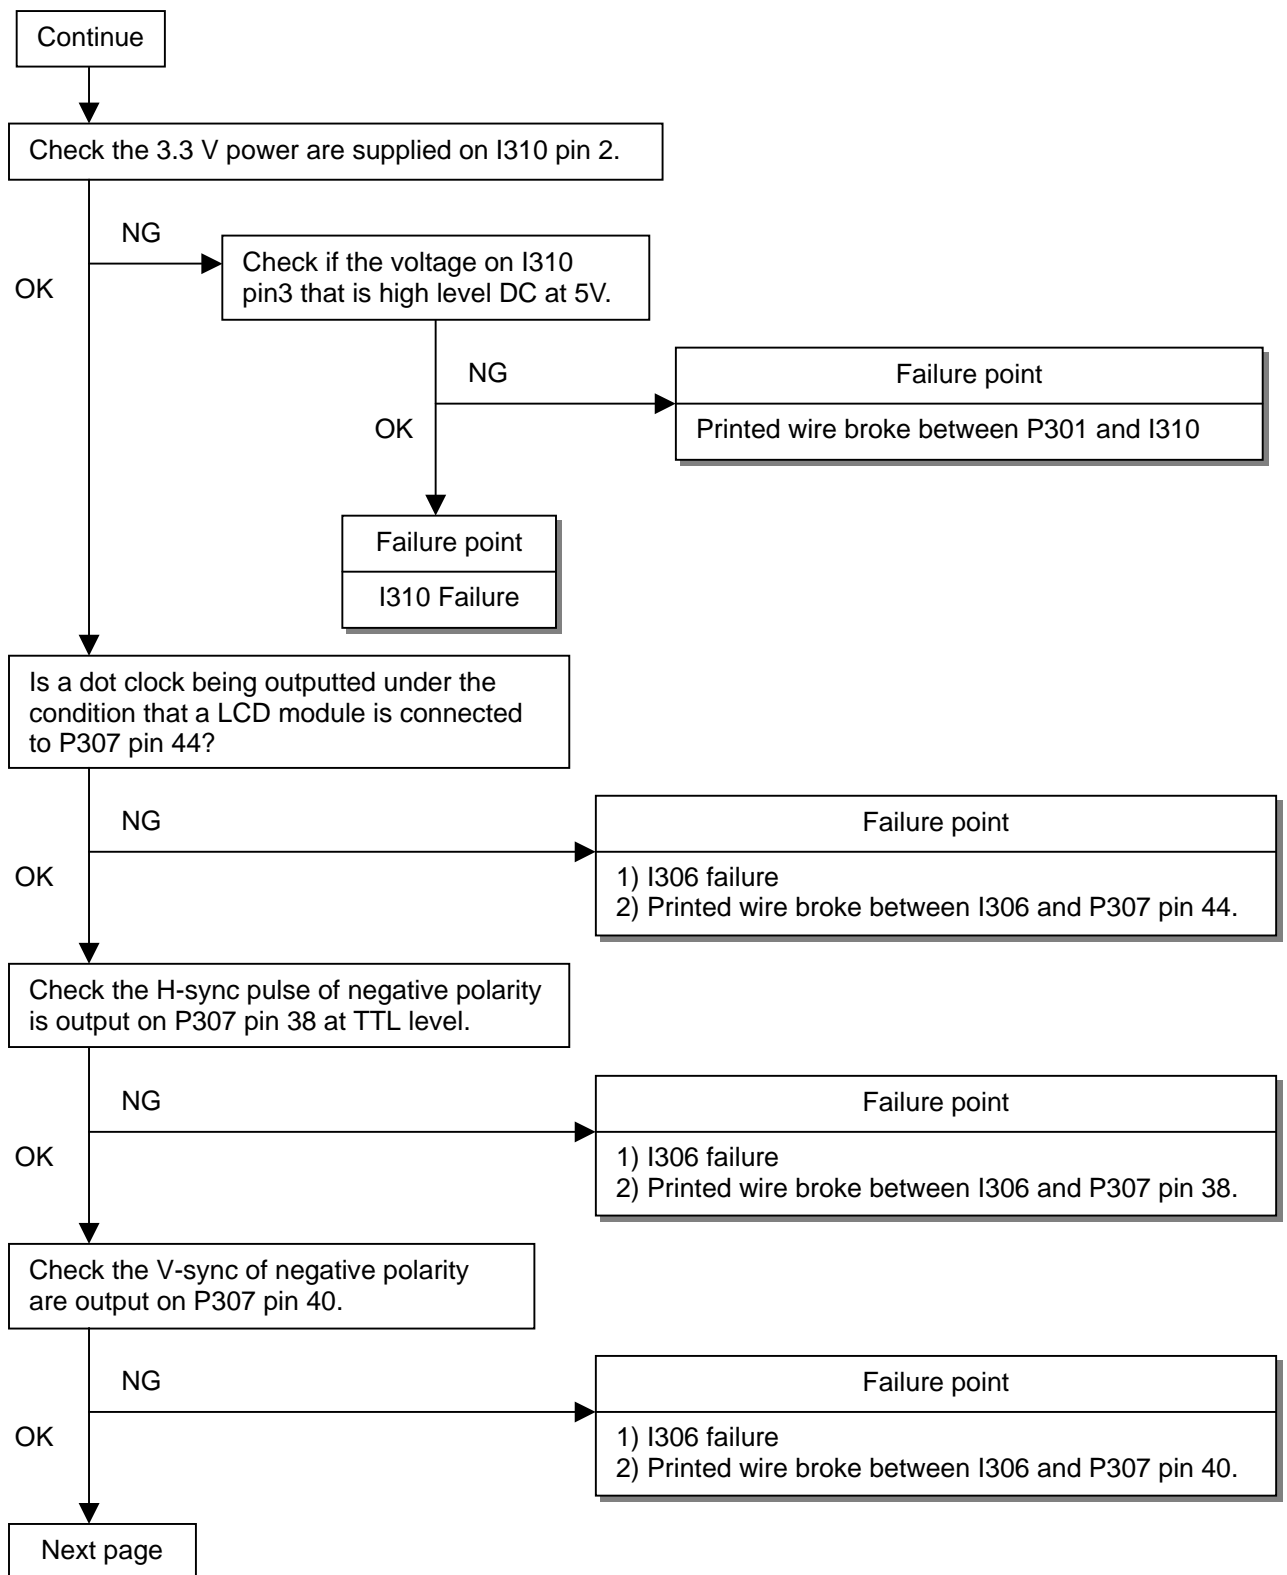 Continue
Check the 3.3 V power are supplied on I310 pin 2.
NG
OK
Check if the voltage on I310
pin3 that is high level DC at 5V.
NG
OK
Failure point
Printed wire broke between P301 and I310
Failure point
I310 Failure
Is a dot clock being outputted under the
condition that a LCD module is connected
to P307 pin 44?
NG
OK
Failure point
1) I306 failure
2) Printed wire broke between I306 and P307 pin 44.
Check the H-sync pulse of negative polarity
is output on P307 pin 38 at TTL level.
NG
OK
Failure point
1) I306 failure
2) Printed wire broke between I306 and P307 pin 38.
Check the V-sync of negative polarity
are output on P307 pin 40.
NG
OK
Failure point
1) I306 failure
2) Printed wire broke between I306 and P307 pin 40.
Next page